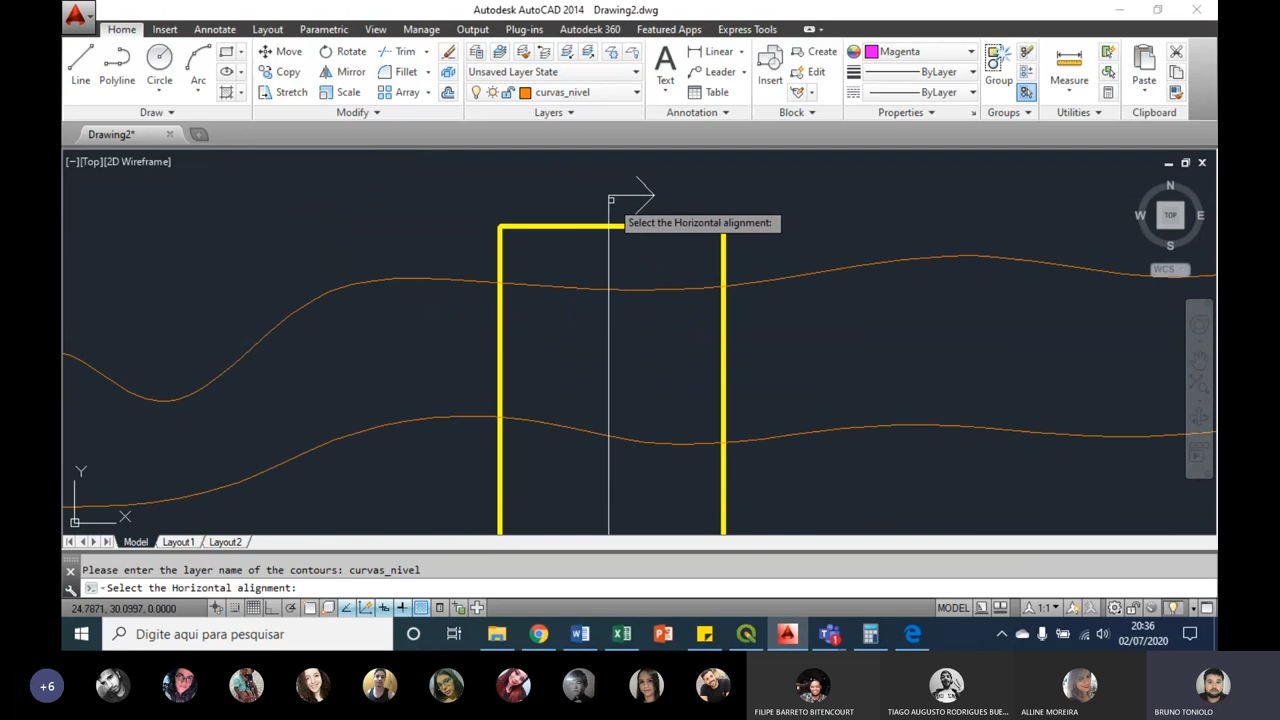 Autodesk AutoCAD 2014 Drawing2.dwg
Home Insert Annotate Layout Parametric View Manage Output Plug-ins Autodesk 360 Featured Apps Express Tools
Line Polyline Circle Arc
Move Rotate Trim
Copy Mirror Fillet
Stretch Scale Array
Unsaved Layer State
curvas_nivel
Text
Linear
Leader
Table
Insert
Create
Edit
Magenta
ByLayer
ByLayer
Group
Measure
Paste
Draw Modify Layers Annotation Block Properties Groups Utilities Clipboard
Drawing2*
[−][Top][2D Wireframe]
N
W TOP E
S
WCS
Select the Horizontal alignment:
Y
X
Model Layout1 Layout2
Please enter the layer name of the contours: curvas_nivel
Select the Horizontal alignment:
24.7871, 30.0997, 0.0000
MODEL 1:1
Digite aqui para pesquisar
20:36
02/07/2020
+6
FILIPE BARRETO BITENCOURT
TIAGO AUGUSTO RODRIGUES BUE...
ALLINE MOREIRA
BRUNO TONIOLO